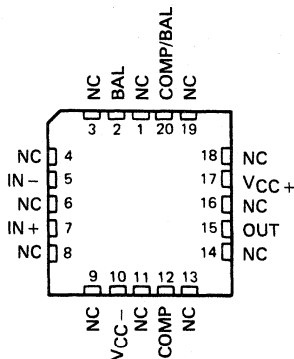 NC BAL NC COMP/BAL NC
3 2 1 20 19
NC 4
IN- 5
NC 6
IN+ 7
NC 8
18 NC
17 VCC+
16 NC
15 OUT
14 NC
9 10 11 12 13
NC VCC- NC COMP NC